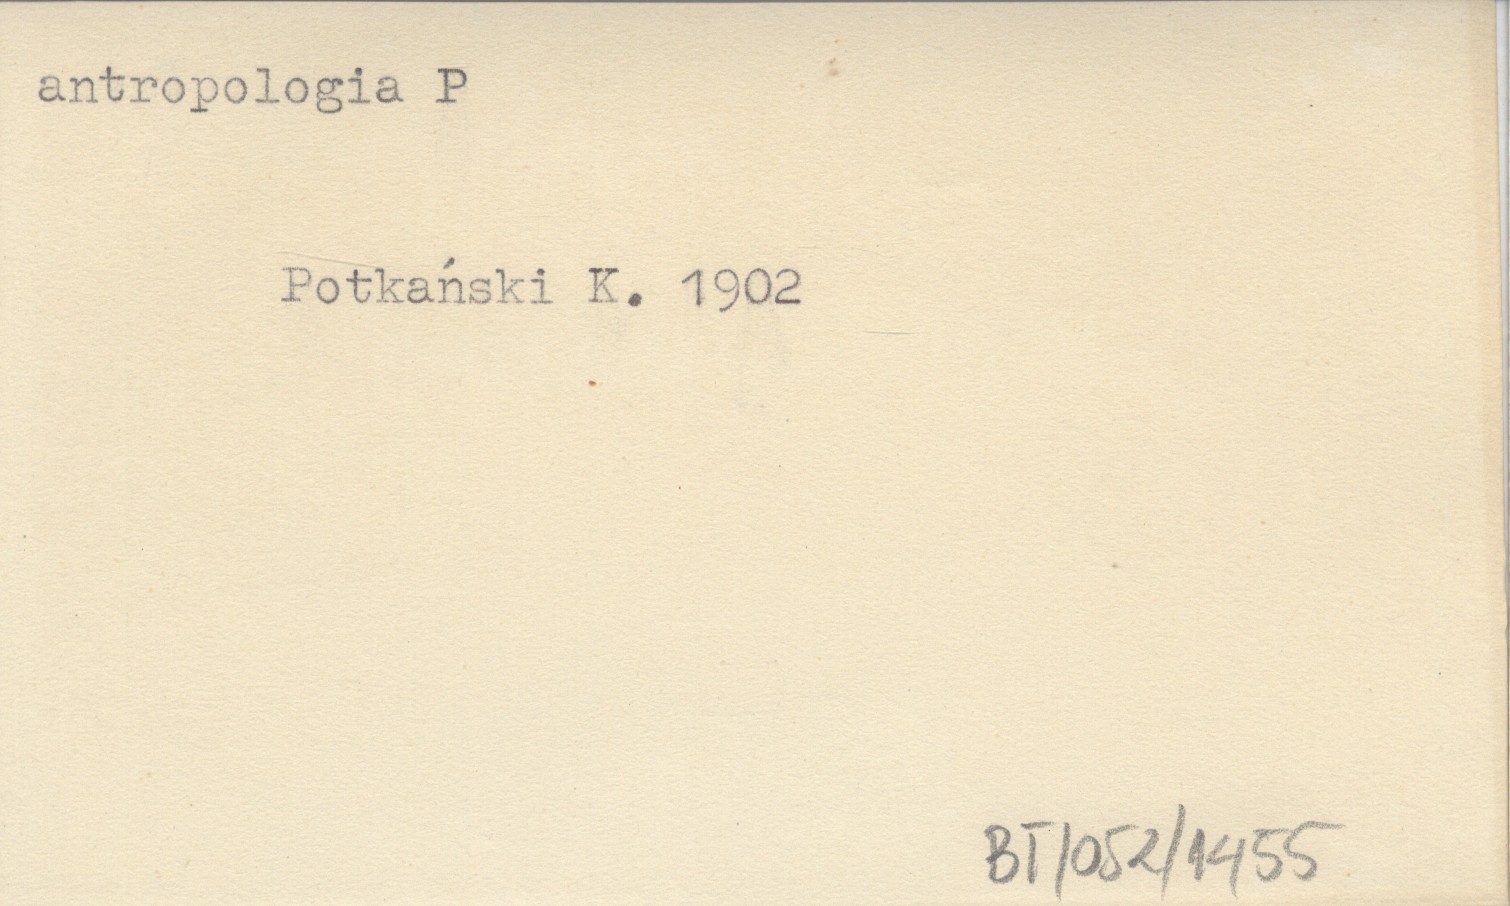 antropologia P
Potkański K. 1902
BT/052/1455